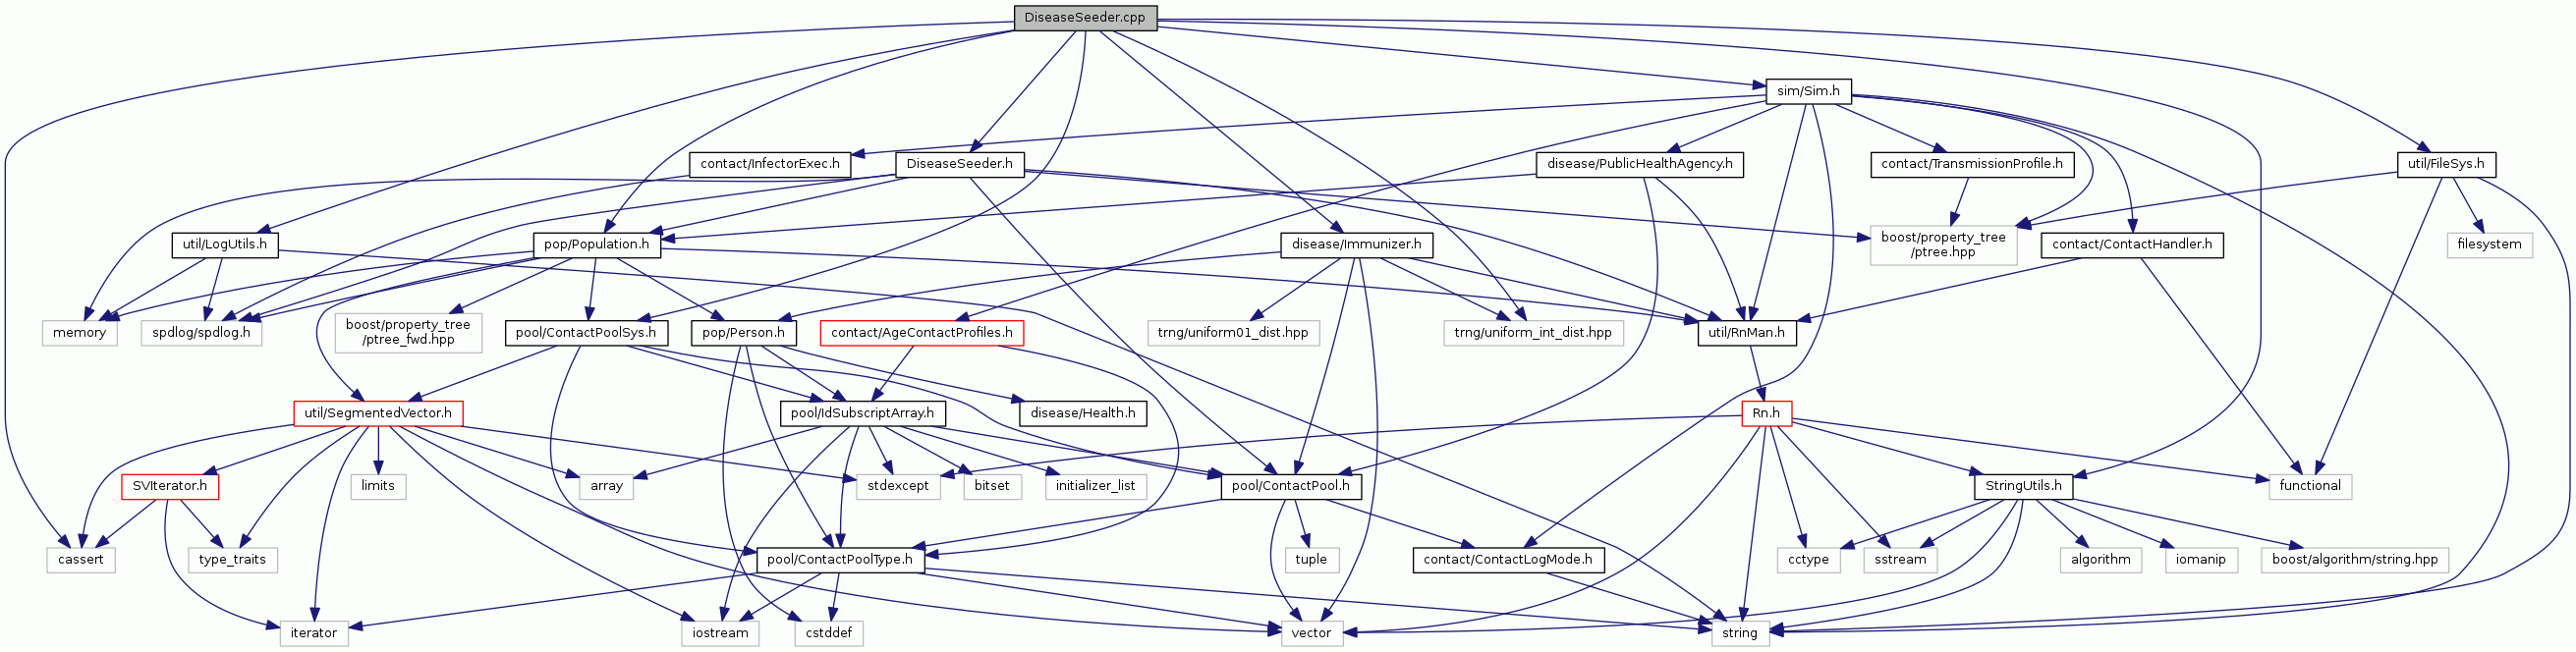 DiseaseSeeder.cpp
sim/Sim.h
contact/InfectorExec.h
DiseaseSeeder.h
disease/PublicHealthAgency.h
contact/TransmissionProfile.h
util/FileSys.h
util/LogUtils.h
pop/Population.h
disease/Immunizer.h
boost/property_tree
/ptree.hpp
contact/ContactHandler.h
filesystem
memory
spdlog/spdlog.h
boost/property_tree
/ptree_fwd.hpp
pool/ContactPoolSys.h
pop/Person.h
contact/AgeContactProfiles.h
trng/uniform01_dist.hpp
trng/uniform_int_dist.hpp
util/RnMan.h
util/SegmentedVector.h
pool/IdSubscriptArray.h
disease/Health.h
Rn.h
SVIterator.h
limits
array
stdexcept
bitset
initializer_list
pool/ContactPool.h
StringUtils.h
functional
cassert
type_traits
pool/ContactPoolType.h
tuple
contact/ContactLogMode.h
cctype
sstream
algorithm
iomanip
boost/algorithm/string.hpp
iterator
iostream
cstddef
vector
string